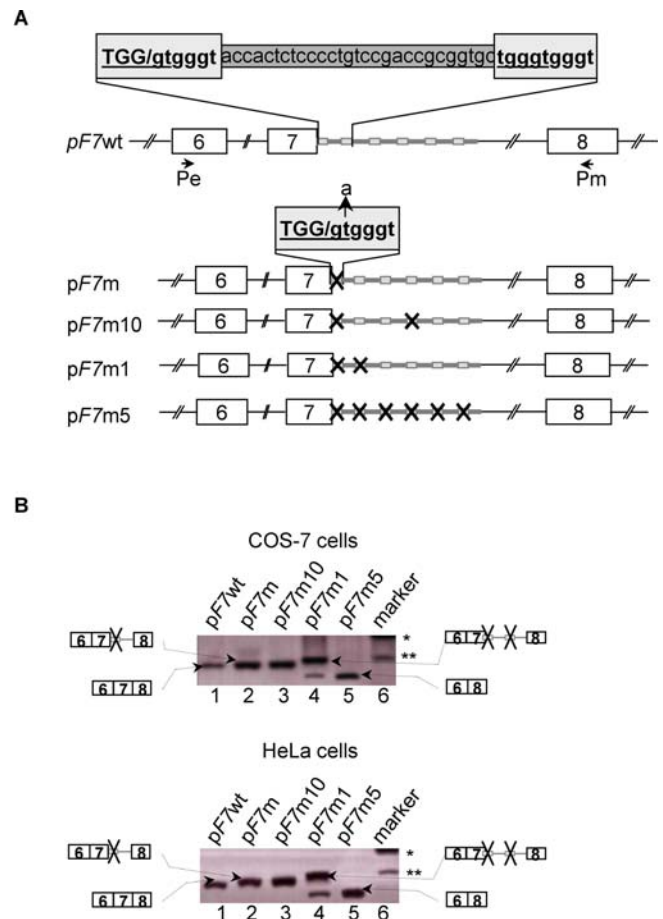 A
TGG/gtgggt accactctcccctgtccgaccgcggtgc tgggtgggt
pF7wt 6 7 8
Pe Pm
a
TGG/gtgggt
pF7m 6 7 8
pF7m10 6 7 8
pF7m1 6 7 8
pF7m5 6 7 8
B
COS-7 cells
pF7wt pF7m pF7m10 pF7m1 pF7m5 marker
6 7 8 * 6 7 8
**
6 7 8 6 8
1 2 3 4 5 6
HeLa cells
pF7wt pF7m pF7m10 pF7m1 pF7m5 marker
6 7 8 * 6 7 8
**
6 7 8 6 8
1 2 3 4 5 6